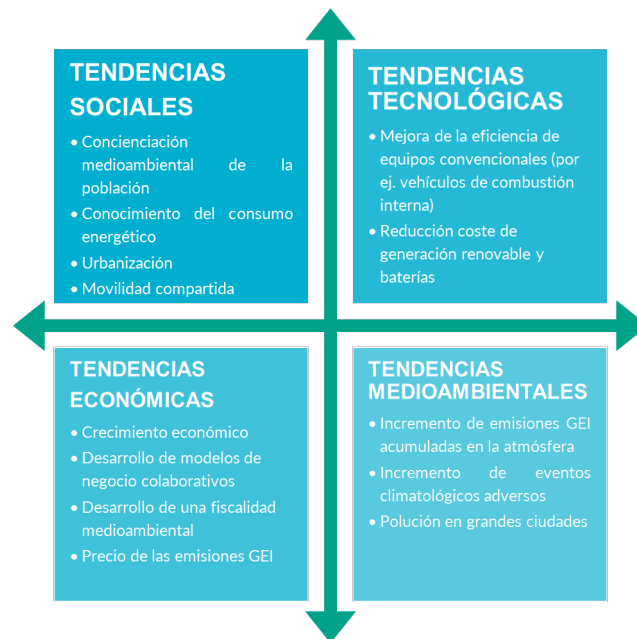 TENDENCIAS
SOCIALES
• Concienciación
medioambiental de la
población
• Conocimiento del consumo
energético
• Urbanización
• Movilidad compartida
TENDENCIAS
TECNOLÓGICAS
• Mejora de la eficiencia de
equipos convencionales (por
ej. vehículos de combustión
interna)
• Reducción coste de
generación renovable y
baterías
TENDENCIAS
ECONÓMICAS
• Crecimiento económico
• Desarrollo de modelos de
negocio colaborativos
• Desarrollo de una fiscalidad
medioambiental
• Precio de las emisiones GEI
TENDENCIAS
MEDIOAMBIENTALES
• Incremento de emisiones GEI
acumuladas en la atmósfera
• Incremento de eventos
climatológicos adversos
• Polución en grandes ciudades